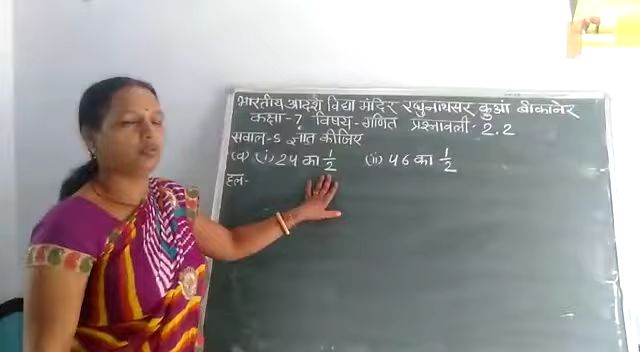 भारतीय आदर्श विद्या मंदिर रघुनाथसर कुआं बीकानेर
कक्षा-7 विषय-गणित प्रश्नावली 2.2
सवाल-5 ज्ञात कीजिए
(a) (i) 24 का 1/2 (ii) 46 का 1/2
हल-